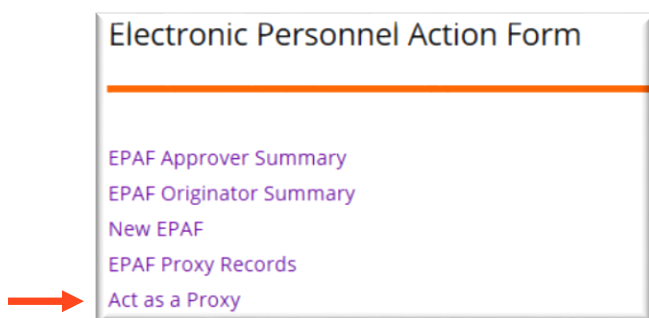 Electronic Personnel Action Form
EPAF Approver Summary
EPAF Originator Summary
New EPAF
EPAF Proxy Records
Act as a Proxy